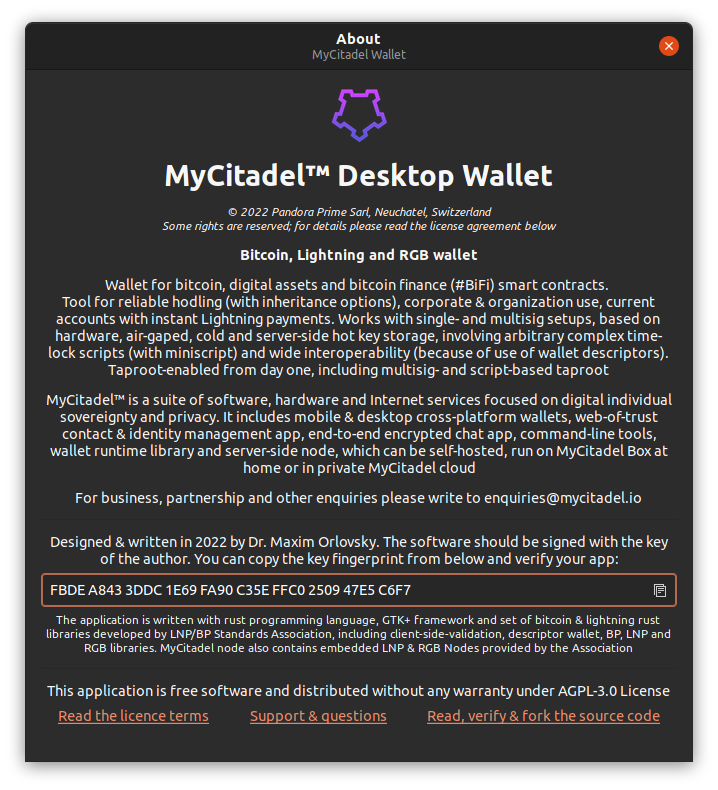 About
MyCitadel Wallet
MyCitadel™ Desktop Wallet
© 2022 Pandora Prime Sarl, Neuchatel, Switzerland
Some rights are reserved; for details please read the license agreement below
Bitcoin, Lightning and RGB wallet
Wallet for bitcoin, digital assets and bitcoin finance (#BiFi) smart contracts.
Tool for reliable hodling (with inheritance options), corporate & organization use, current
accounts with instant Lightning payments. Works with single- and multisig setups, based on
hardware, air-gaped, cold and server-side hot key storage, involving arbitrary complex time-
lock scripts (with miniscript) and wide interoperability (because of use of wallet descriptors).
Taproot-enabled from day one, including multisig- and script-based taproot
MyCitadel™ is a suite of software, hardware and Internet services focused on digital individual
sovereignty and privacy. It includes mobile & desktop cross-platform wallets, web-of-trust
contact & identity management app, end-to-end encrypted chat app, command-line tools,
wallet runtime library and server-side node, which can be self-hosted, run on MyCitadel Box at
home or in private MyCitadel cloud
For business, partnership and other enquiries please write to enquiries@mycitadel.io
Designed & written in 2022 by Dr. Maxim Orlovsky. The software should be signed with the key
of the author. You can copy the key fingerprint from below and verify your app:
FBDE A843 3DDC 1E69 FA90 C35E FFC0 2509 47E5 C6F7
The application is written with rust programming language, GTK+ framework and set of bitcoin & lightning rust
libraries developed by LNP/BP Standards Association, including client-side-validation, descriptor wallet, BP, LNP and
RGB libraries. MyCitadel node also contains embedded LNP & RGB Nodes provided by the Association
This application is free software and distributed without any warranty under AGPL-3.0 License
Read the licence terms
Support & questions
Read, verify & fork the source code